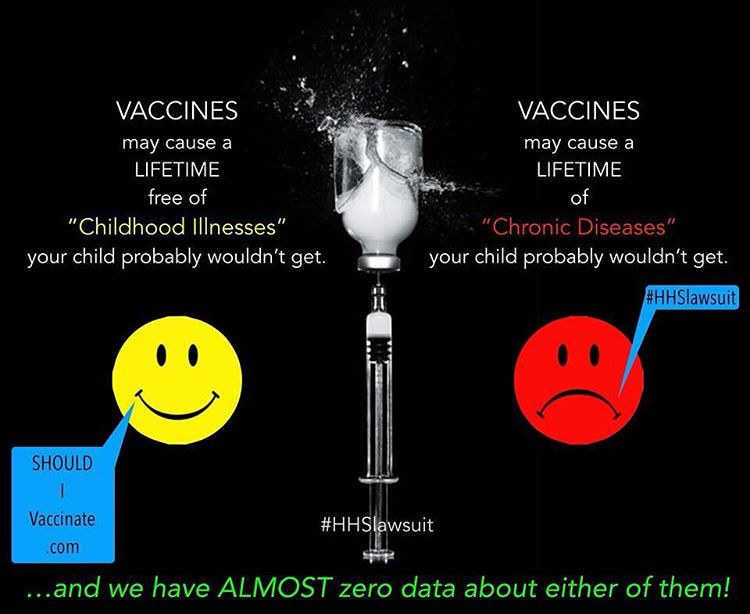 VACCINES
may cause a
LIFETIME
free of
"Childhood Illnesses"
your child probably wouldn't get.
VACCINES
may cause a
LIFETIME
of
"Chronic Diseases"
your child probably wouldn't get.
#HHSlawsuit
SHOULD
I
Vaccinate
.com
#HHSlawsuit
...and we have ALMOST zero data about either of them!